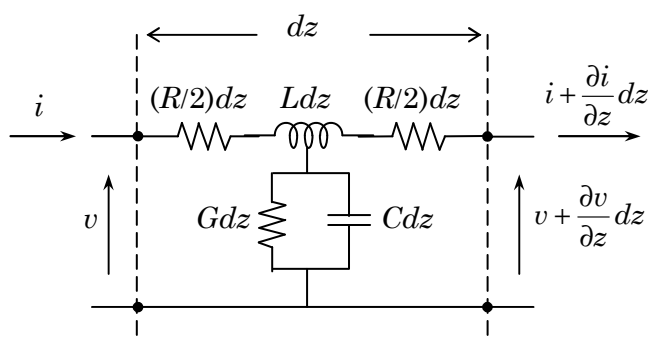 dz
(R/2)dz Ldz (R/2)dz
i
i + ∂i/∂z dz
v
Gdz Cdz
v + ∂v/∂z dz